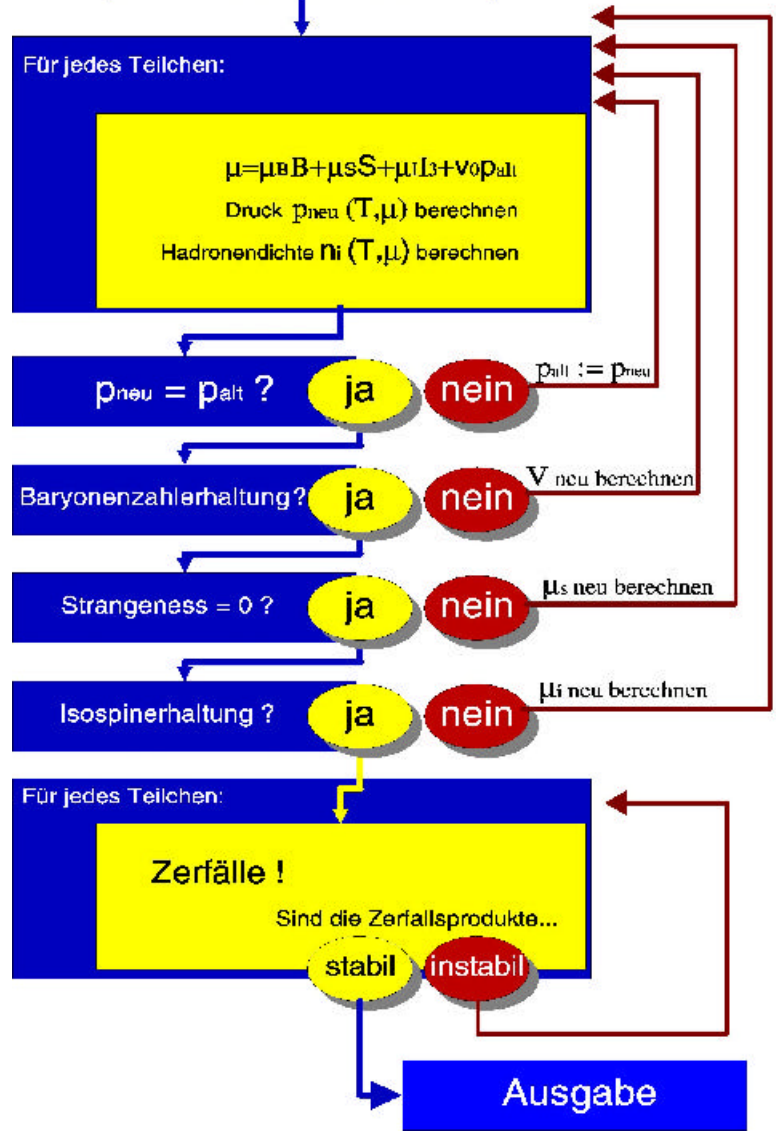 Für jedes Teilchen:
μ=μBB+μsS+μII3+v0palt
Druck pneu (T,μ) berechnen
Hadronendichte ni (T,μ) berechnen
pneu = palt ?
ja
nein
palt := pneu
Baryonenzahlerhaltung?
ja
nein
V neu berechnen
Strangeness = 0 ?
ja
nein
μs neu berechnen
Isospinerhaltung ?
ja
nein
μi neu berechnen
Für jedes Teilchen:
Zerfälle !
Sind die Zerfallsprodukte...
stabil
instabil
Ausgabe